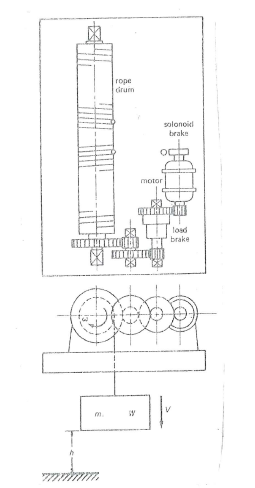 rope
drum
solonoid
brake
motor
load
brake
m.
W
V
h